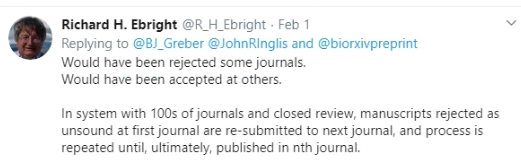 Richard H. Ebright @R_H_Ebright · Feb 1
Replying to @BJ_Greber @JohnRInglis and @biorxivpreprint
Would have been rejected some journals.
Would have been accepted at others.
In system with 100s of journals and closed review, manuscripts rejected as
unsound at first journal are re-submitted to next journal, and process is
repeated until, ultimately, published in nth journal.